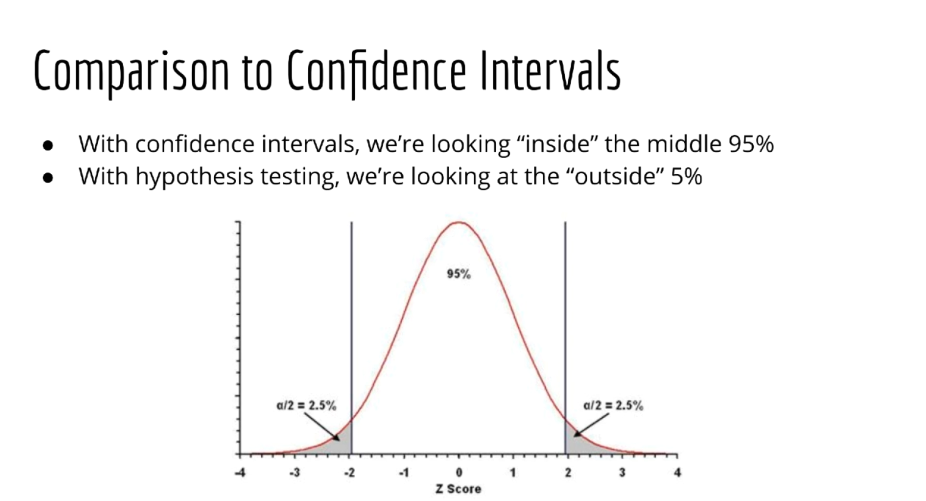 Comparison to Confidence Intervals
● With confidence intervals, we’re looking “inside” the middle 95%
● With hypothesis testing, we’re looking at the “outside” 5%
95%
α/2 = 2.5%
α/2 = 2.5%
-4 -3 -2 -1 0 1 2 3 4
Z Score